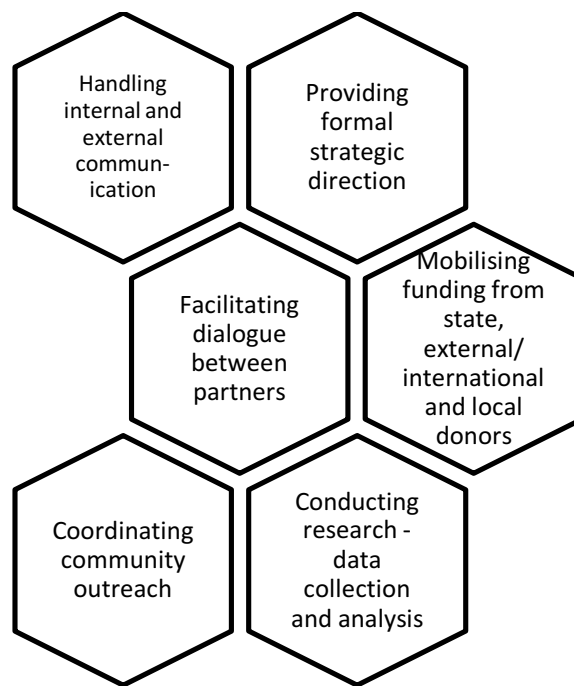 Handling
internal and
external
commun-
ication
Providing
formal
strategic
direction
Facilitating
dialogue
between
partners
Mobilising
funding from
state,
external/
international
and local
donors
Coordinating
community
outreach
Conducting
research -
data
collection
and analysis